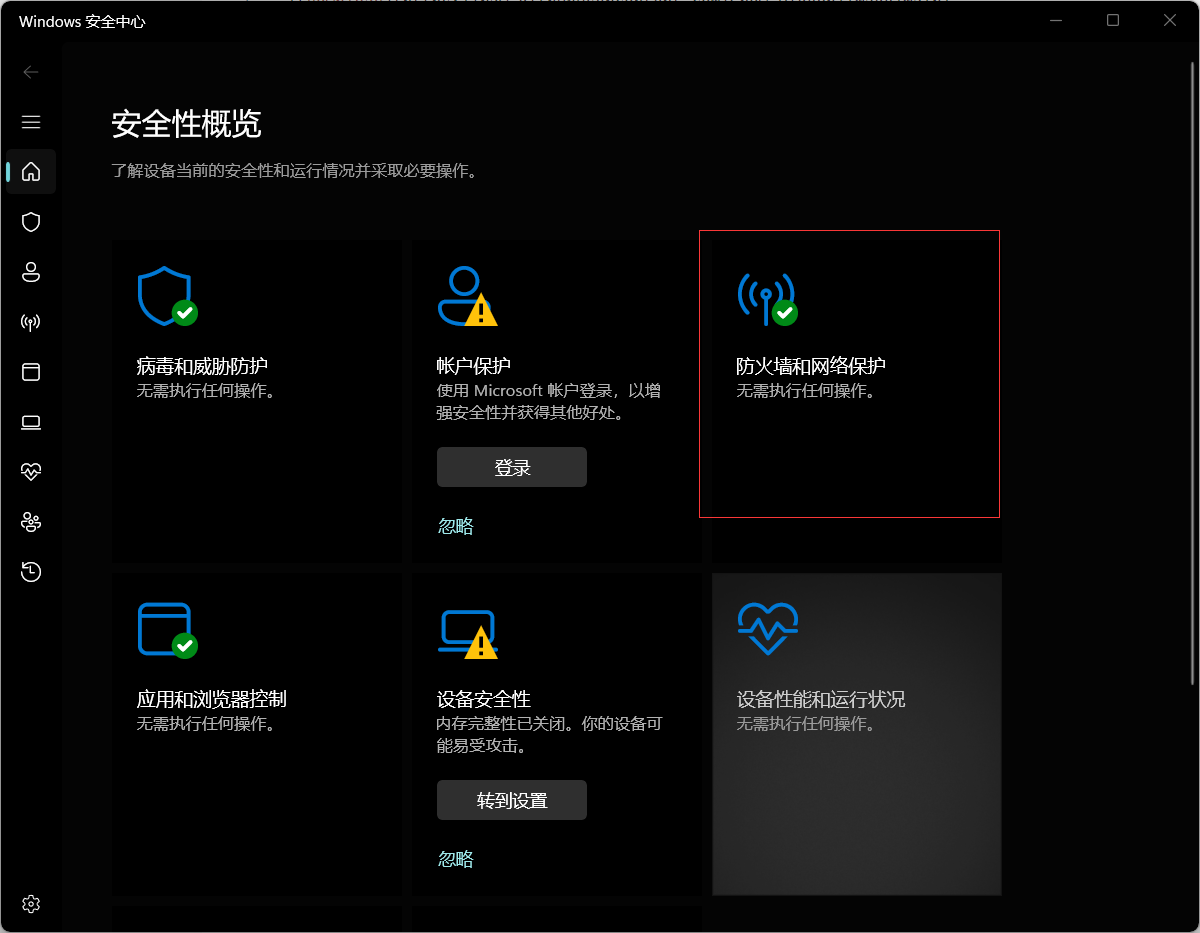 Windows 安全中心
安全性概览
了解设备当前的安全性和运行情况并采取必要操作。
病毒和威胁防护
无需执行任何操作。
帐户保护
使用 Microsoft 帐户登录，以增
强安全性并获得其他好处。
登录
忽略
防火墙和网络保护
无需执行任何操作。
应用和浏览器控制
无需执行任何操作。
设备安全性
内存完整性已关闭。你的设备可
能易受攻击。
转到设置
忽略
设备性能和运行状况
无需执行任何操作。